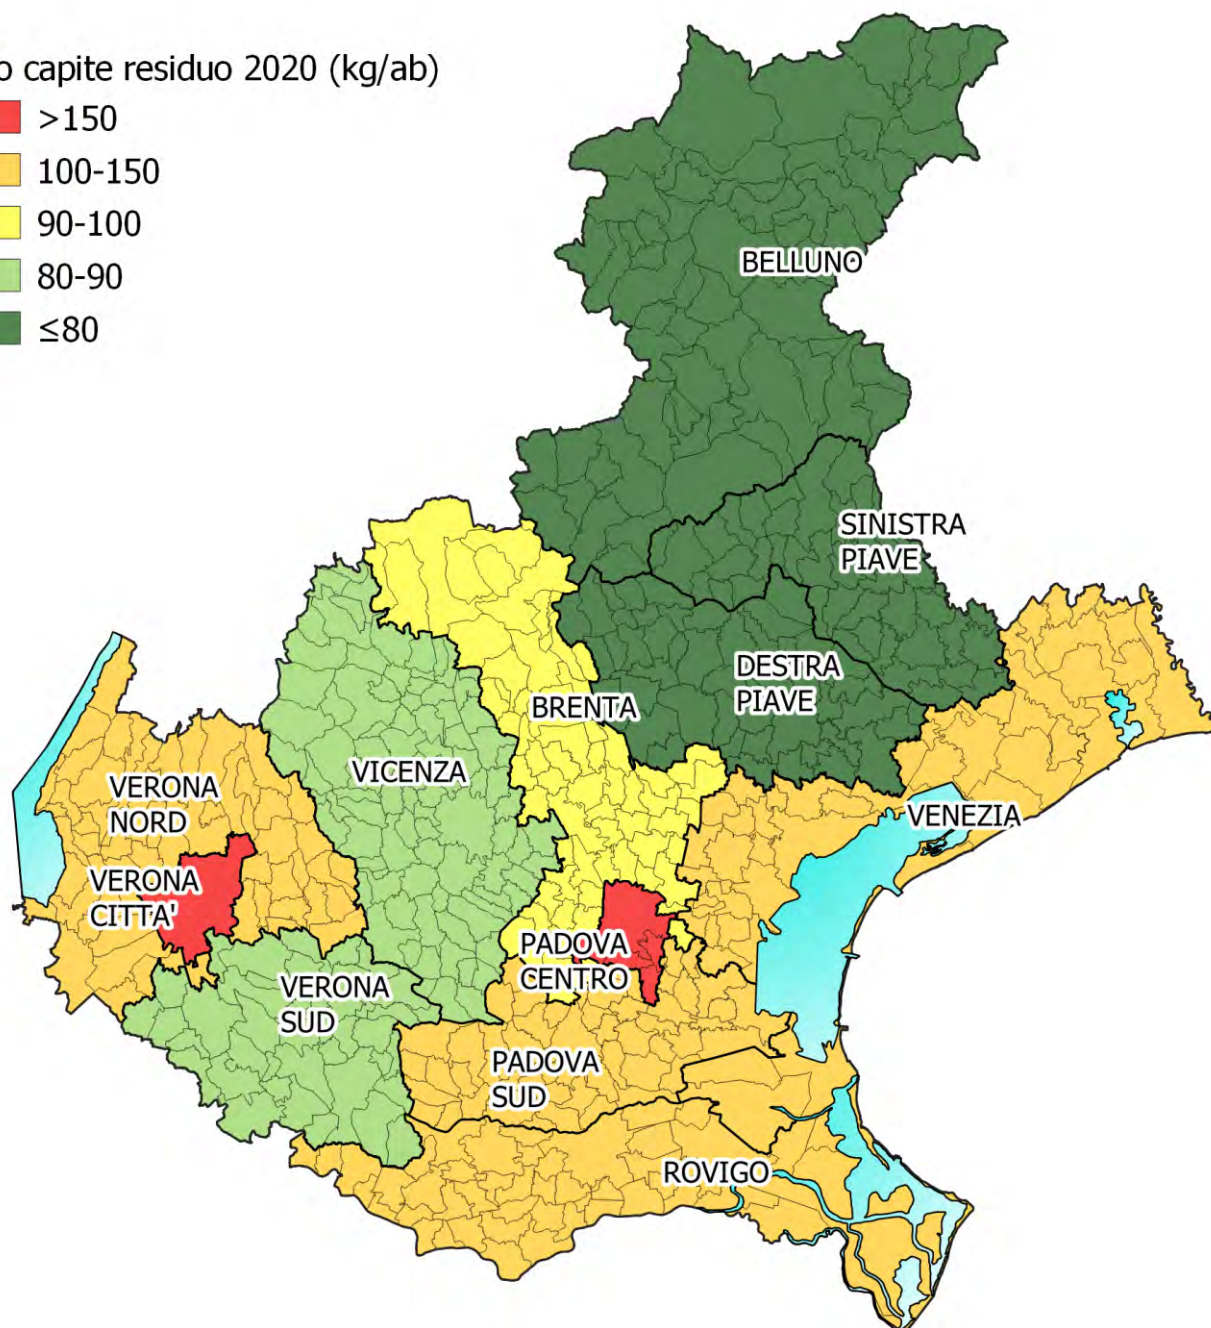 o capite residuo 2020 (kg/ab)
>150
100-150
90-100
80-90
≤80
BELLUNO
SINISTRA
PIAVE
DESTRA
PIAVE
BRENTA
VICENZA
VERONA
NORD
VENEZIA
VERONA
CITTA'
PADOVA
CENTRO
VERONA
SUD
PADOVA
SUD
ROVIGO